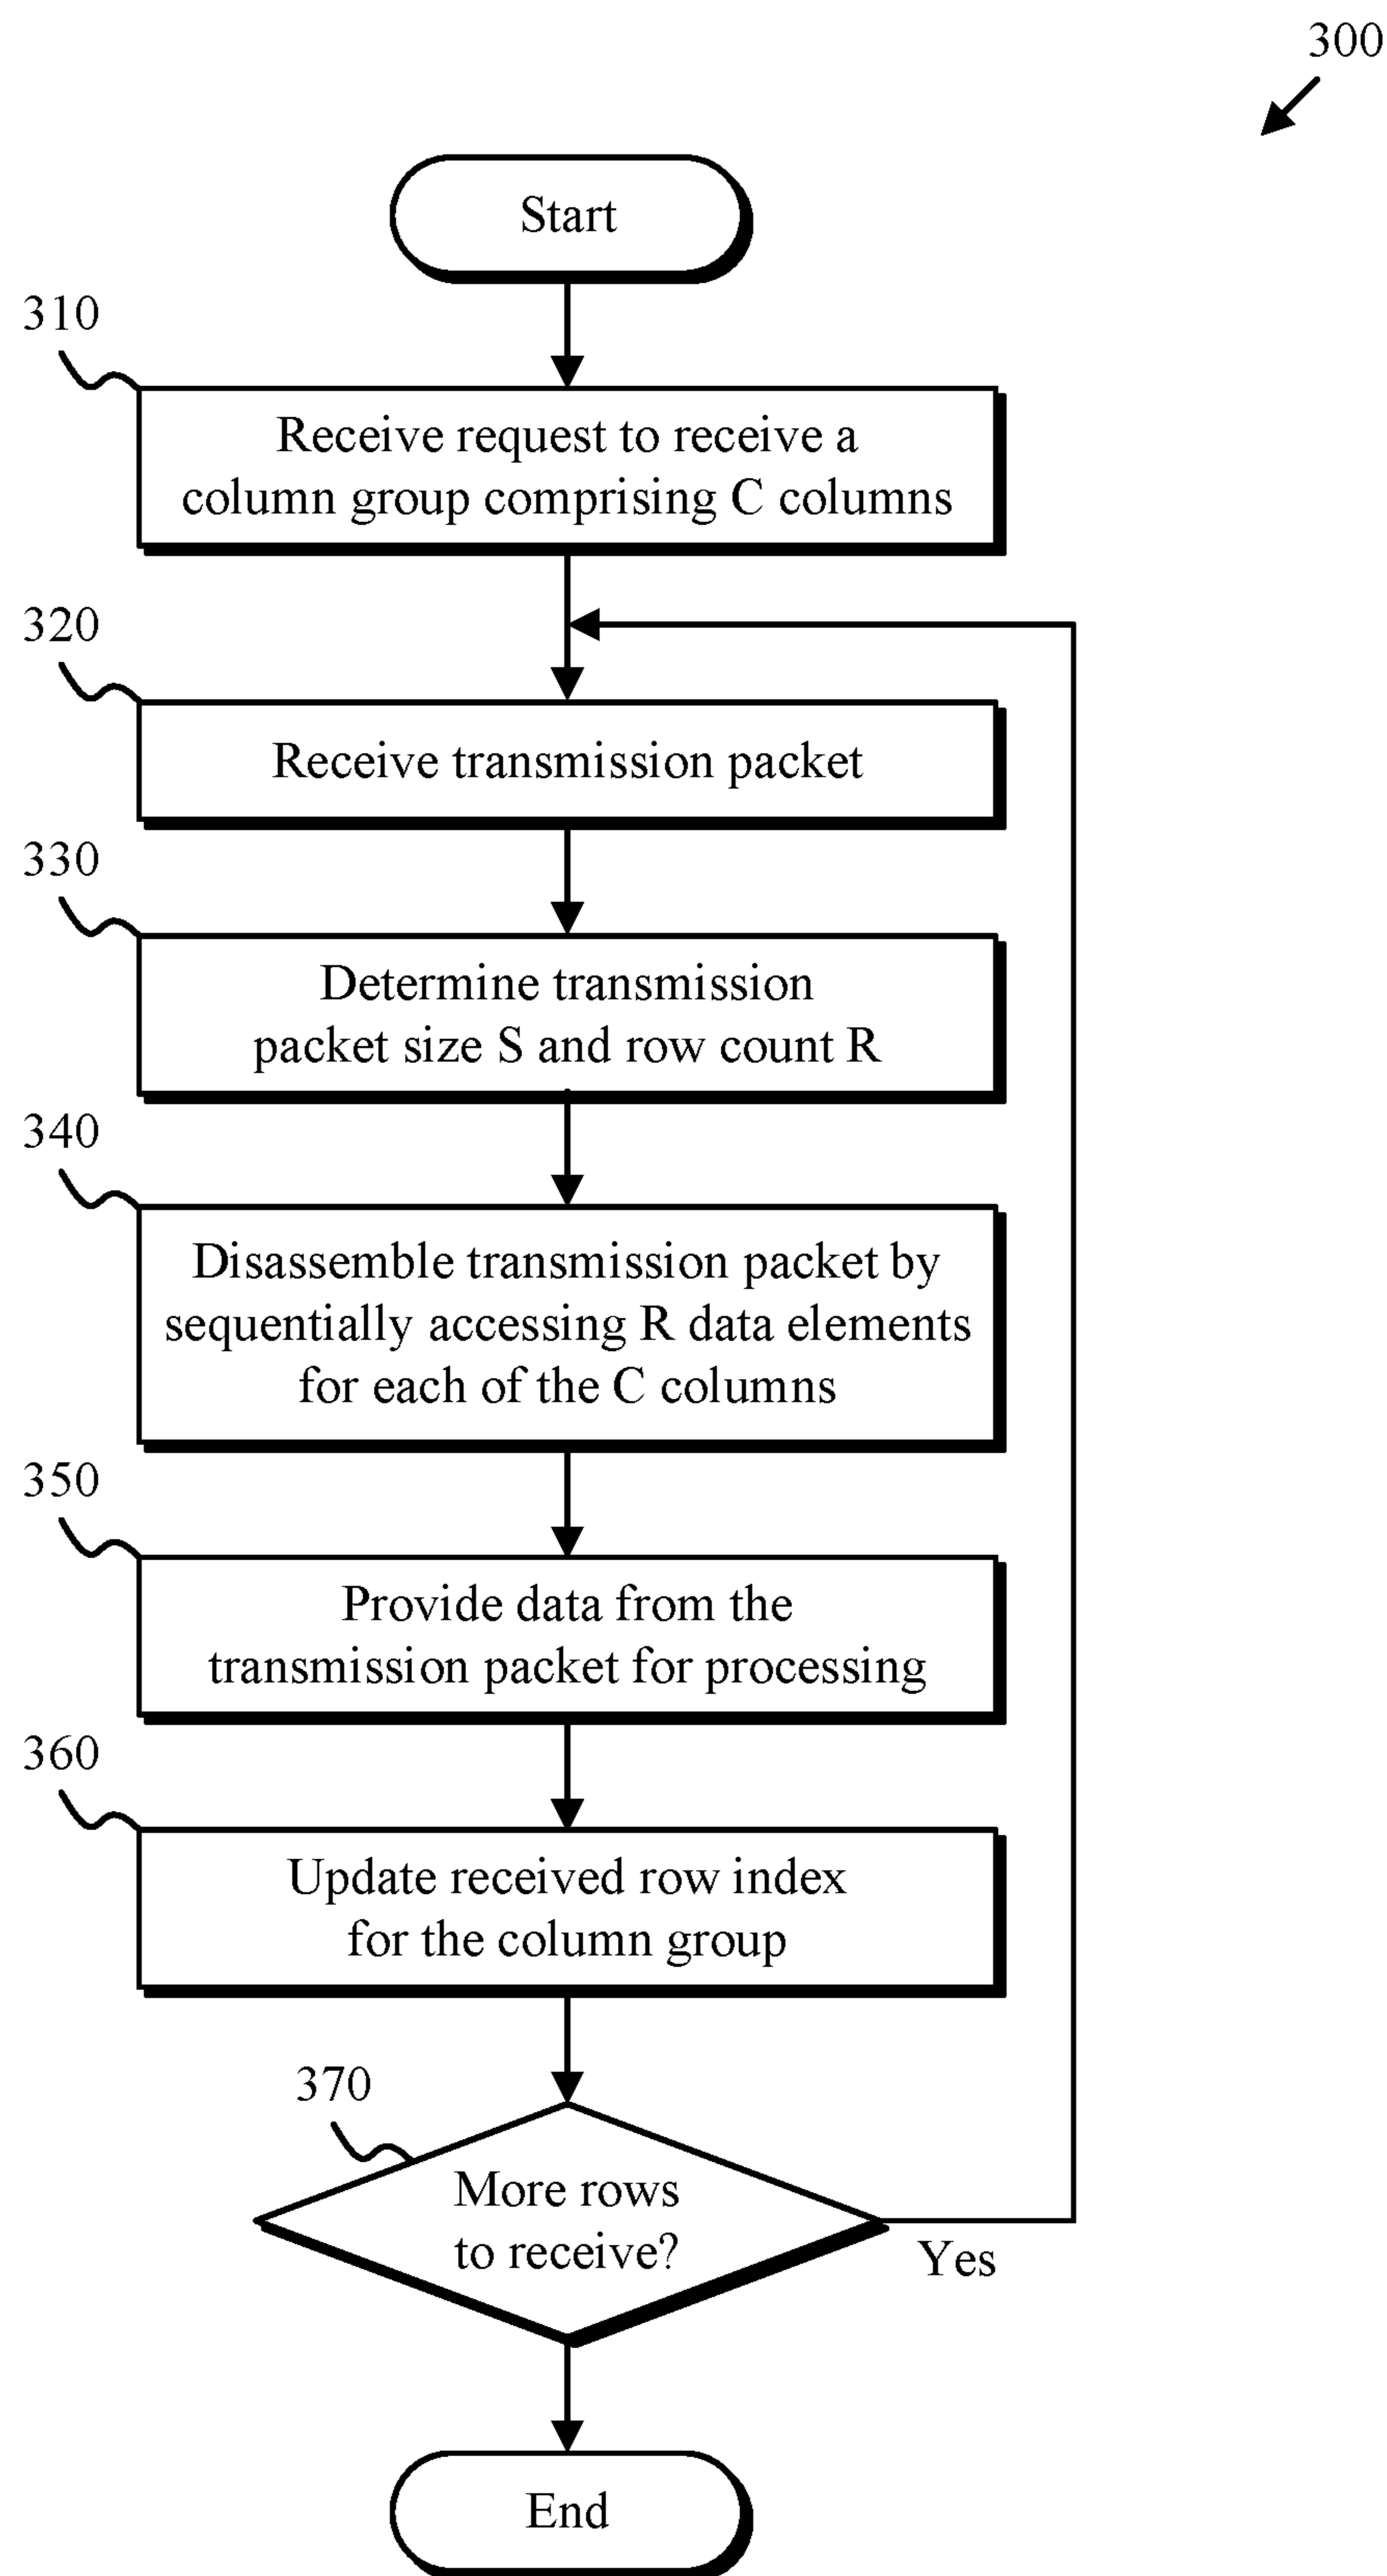 300
Start
310
Receive request to receive a
column group comprising C columns
320
Receive transmission packet
330
Determine transmission
packet size S and row count R
340
Disassemble transmission packet by
sequentially accessing R data elements
for each of the C columns
350
Provide data from the
transmission packet for processing
360
Update received row index
for the column group
370
More rows
to receive?
Yes
End